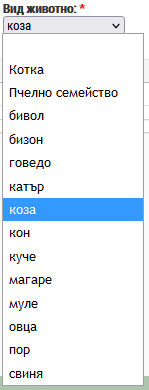 Вид животно: *
коза
Котка
Пчелно семейство
бивол
бизон
говедо
катър
коза
кон
куче
магаре
муле
овца
пор
свиня